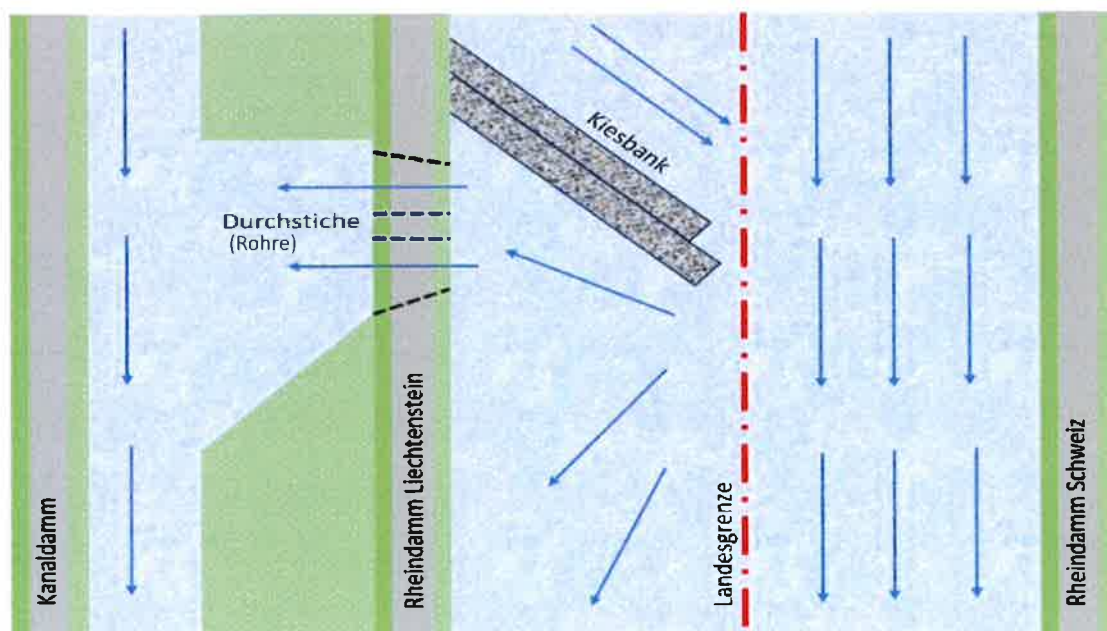 Kiesbank
Durchstiche
(Rohre)
Kanaldamm
Rheindamm Liechtenstein
Landesgrenze
Rheindamm Schweiz